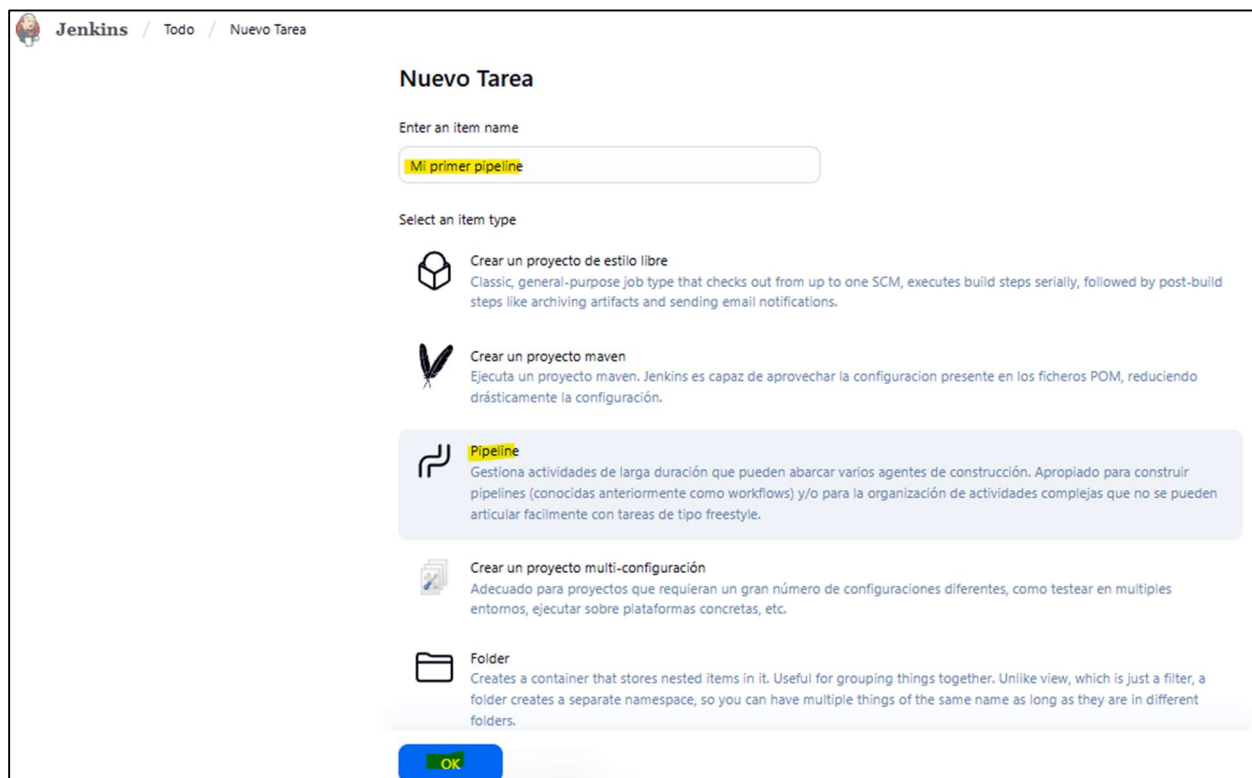 Jenkins / Todo / Nuevo Tarea
Nuevo Tarea
Enter an item name
Mi primer pipeline
Select an item type
Crear un proyecto de estilo libre
Classic, general-purpose job type that checks out from up to one SCM, executes build steps serially, followed by post-build
steps like archiving artifacts and sending email notifications.
Crear un proyecto maven
Ejecuta un proyecto maven. Jenkins es capaz de aprovechar la configuracion presente en los ficheros POM, reduciendo
drásticamente la configuración.
Pipeline
Gestiona actividades de larga duración que pueden abarcar varios agentes de construcción. Apropiado para construir
pipelines (conocidas anteriormente como workflows) y/o para la organización de actividades complejas que no se pueden
articular facilmente con tareas de tipo freestyle.
Crear un proyecto multi-configuración
Adecuado para proyectos que requieran un gran número de configuraciones diferentes, como testear en multiples
entornos, ejecutar sobre plataformas concretas, etc.
Folder
Creates a container that stores nested items in it. Useful for grouping things together. Unlike view, which is just a filter, a
folder creates a separate namespace, so you can have multiple things of the same name as long as they are in different
folders.
OK